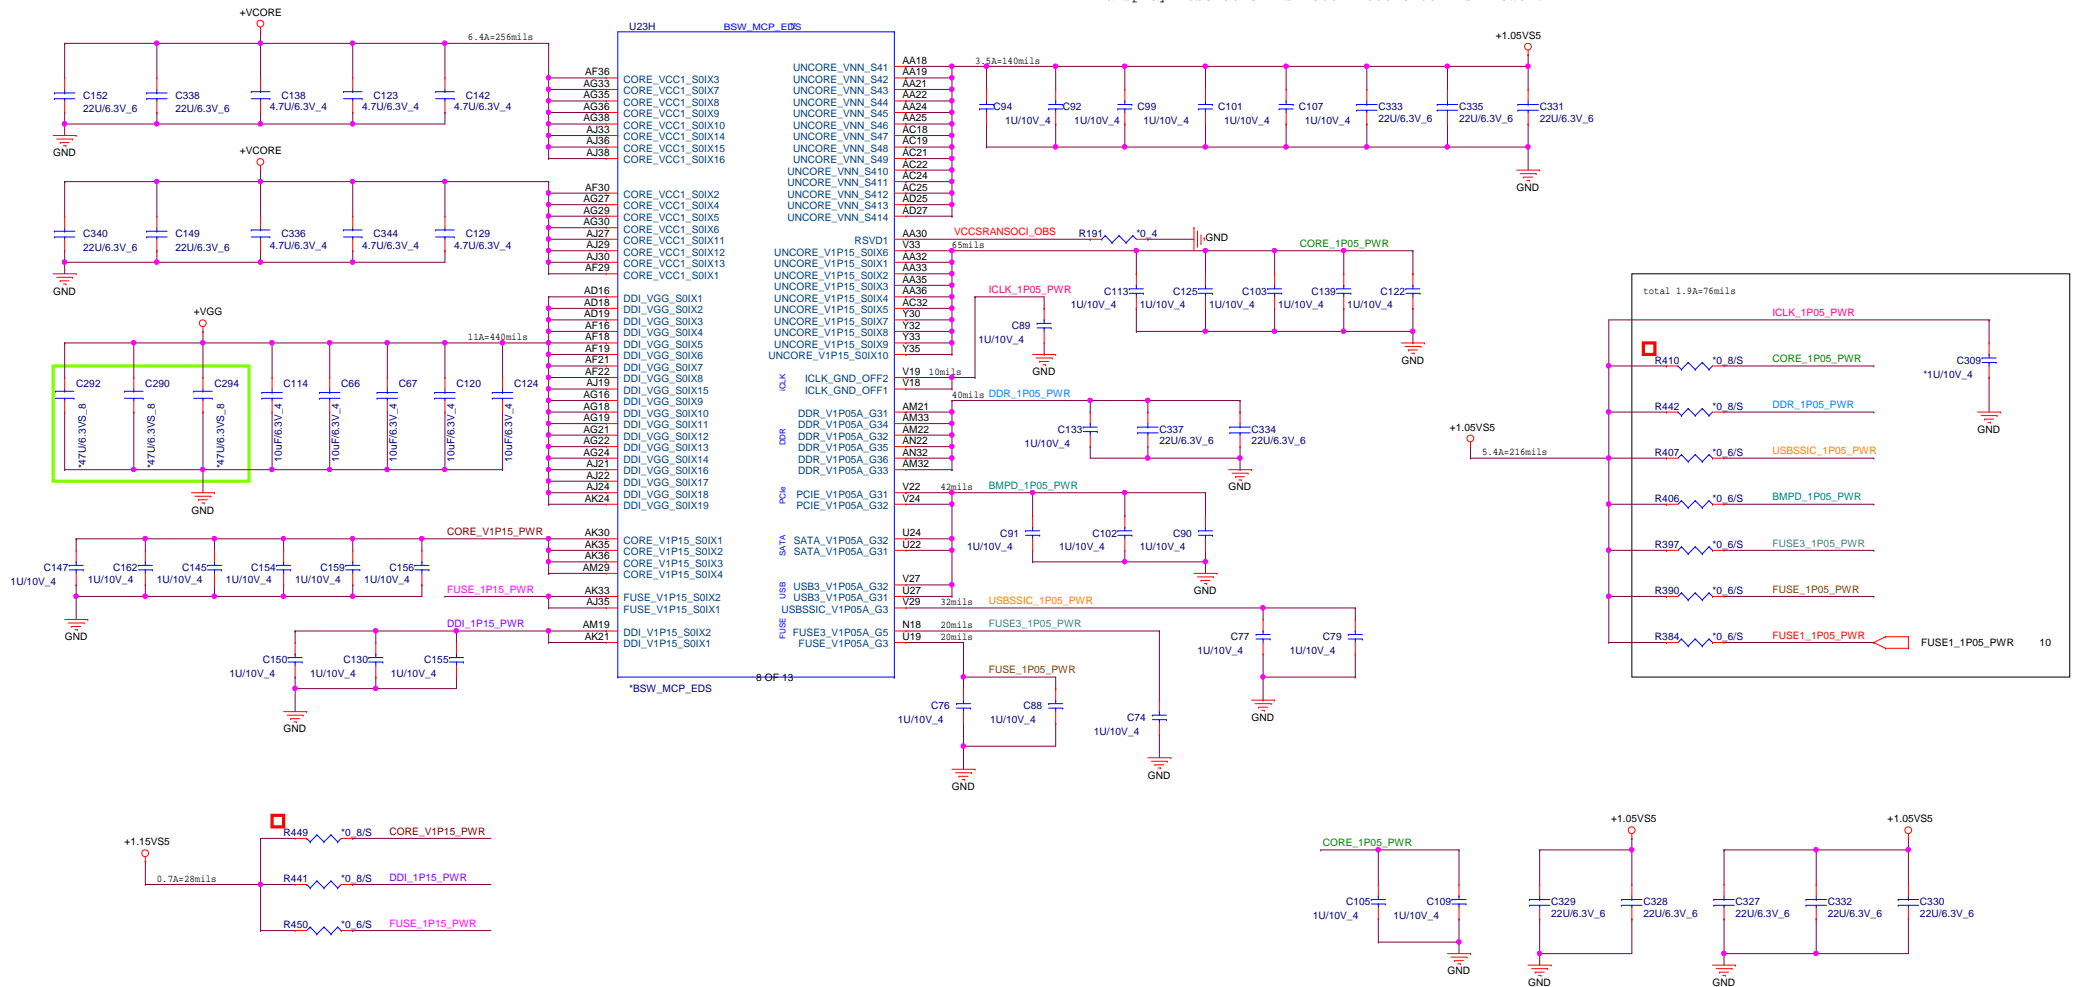 +VCORE
6.4A=256mils
C152
22U/6.3V_6
C338
22U/6.3V_6
C138
4.7U/6.3V_4
C123
4.7U/6.3V_4
C142
4.7U/6.3V_4
GND
+VCORE
C340
22U/6.3V_6
C149
22U/6.3V_6
C336
4.7U/6.3V_4
C344
4.7U/6.3V_4
C129
4.7U/6.3V_4
GND
+VGG
11A=440mils
C292
*47U/6.3VS_8
C290
*47U/6.3VS_8
C294
*47U/6.3VS_8
C114
10uF/6.3V_4
C66
10uF/6.3V_4
C67
10uF/6.3V_4
C120
10uF/6.3V_4
C124
10uF/6.3V_4
GND
CORE_V1P15_PWR
C147
1U/10V_4
C162
1U/10V_4
C145
1U/10V_4
C154
1U/10V_4
C159
1U/10V_4
C156
1U/10V_4
GND
FUSE_1P15_PWR
DDI_1P15_PWR
C150
1U/10V_4
C130
1U/10V_4
C155
1U/10V_4
GND
U23H
BSW_MCP_EDS
AF36 CORE_VCC1_S0IX3
AG33 CORE_VCC1_S0IX7
AG35 CORE_VCC1_S0IX8
AG36 CORE_VCC1_S0IX9
AG38 CORE_VCC1_S0IX10
AJ33 CORE_VCC1_S0IX14
AJ36 CORE_VCC1_S0IX15
AJ38 CORE_VCC1_S0IX16
AF30 CORE_VCC1_S0IX2
AG27 CORE_VCC1_S0IX4
AG29 CORE_VCC1_S0IX5
AG30 CORE_VCC1_S0IX6
AJ27 CORE_VCC1_S0IX11
AJ29 CORE_VCC1_S0IX12
AJ30 CORE_VCC1_S0IX13
AF29 CORE_VCC1_S0IX1
AD16 DDI_VGG_S0IX1
AD18 DDI_VGG_S0IX2
AD19 DDI_VGG_S0IX3
AF16 DDI_VGG_S0IX4
AF18 DDI_VGG_S0IX5
AF19 DDI_VGG_S0IX6
AF21 DDI_VGG_S0IX7
AF22 DDI_VGG_S0IX8
AJ19 DDI_VGG_S0IX15
AG16 DDI_VGG_S0IX9
AG18 DDI_VGG_S0IX10
AG19 DDI_VGG_S0IX11
AG21 DDI_VGG_S0IX12
AG22 DDI_VGG_S0IX13
AG24 DDI_VGG_S0IX14
AJ21 DDI_VGG_S0IX16
AJ22 DDI_VGG_S0IX17
AJ24 DDI_VGG_S0IX18
AK24 DDI_VGG_S0IX19
AK30 CORE_V1P15_S0IX1
AK35 CORE_V1P15_S0IX2
AK36 CORE_V1P15_S0IX3
AM29 CORE_V1P15_S0IX4
AK33 FUSE_V1P15_S0IX2
AJ35 FUSE_V1P15_S0IX1
AM19 DDI_V1P15_S0IX2
AK21 DDI_V1P15_S0IX1
UNCORE_VNN_S41 AA18
UNCORE_VNN_S42 AA19
UNCORE_VNN_S43 AA21
UNCORE_VNN_S44 AA22
UNCORE_VNN_S45 AA24
UNCORE_VNN_S46 AA25
UNCORE_VNN_S47 AC18
UNCORE_VNN_S48 AC19
UNCORE_VNN_S49 AC21
UNCORE_VNN_S410 AC22
UNCORE_VNN_S411 AC24
UNCORE_VNN_S412 AC25
UNCORE_VNN_S413 AD25
UNCORE_VNN_S414 AD27
RSVD1 AA30
UNCORE_V1P15_S0IX6 V33
UNCORE_V1P15_S0IX1 AA32
UNCORE_V1P15_S0IX2 AA33
UNCORE_V1P15_S0IX3 AA35
UNCORE_V1P15_S0IX4 AA36
UNCORE_V1P15_S0IX5 AC32
UNCORE_V1P15_S0IX7 Y30
UNCORE_V1P15_S0IX8 Y32
UNCORE_V1P15_S0IX9 Y33
UNCORE_V1P15_S0IX10 Y35
ICLK
ICLK_GND_OFF2 V19
ICLK_GND_OFF1 V18
DDR
DDR_V1P05A_G31 AM21
DDR_V1P05A_G34 AM33
DDR_V1P05A_G32 AM22
DDR_V1P05A_G35 AN22
DDR_V1P05A_G36 AN32
DDR_V1P05A_G33 AM32
PCIe
PCIE_V1P05A_G31 V22
PCIE_V1P05A_G32 V24
SATA
SATA_V1P05A_G32 U24
SATA_V1P05A_G31 U22
USB
USB3_V1P05A_G32 V27
USB3_V1P05A_G31 U27
USBSSIC_V1P05A_G3 V29
FUSE
FUSE3_V1P05A_G5 N18
FUSE_V1P05A_G3 U19
8 OF 13
*BSW_MCP_EDS
3.5A=140mils
+1.05VS5
C94
1U/10V_4
C92
1U/10V_4
C99
1U/10V_4
C101
1U/10V_4
C107
1U/10V_4
C333
22U/6.3V_6
C335
22U/6.3V_6
C331
22U/6.3V_6
GND
VCCSRANSOCI_OBS
R191
*0_4
GND
65mils
CORE_1P05_PWR
C113
1U/10V_4
C125
1U/10V_4
C103
1U/10V_4
C139
1U/10V_4
C122
1U/10V_4
GND
ICLK_1P05_PWR
C89
1U/10V_4
GND
10mils
40mils
DDR_1P05_PWR
C133
1U/10V_4
C337
22U/6.3V_6
C334
22U/6.3V_6
GND
42mils
BMPD_1P05_PWR
C91
1U/10V_4
C102
1U/10V_4
C90
1U/10V_4
GND
32mils
USBSSIC_1P05_PWR
C77
1U/10V_4
C79
1U/10V_4
GND
20mils
FUSE3_1P05_PWR
20mils
FUSE_1P05_PWR
C76
1U/10V_4
C88
1U/10V_4
C74
1U/10V_4
GND
GND
total 1.9A=76mils
ICLK_1P05_PWR
C309
*1U/10V_4
GND
R410 *0_8/S CORE_1P05_PWR
R442 *0_8/S DDR_1P05_PWR
+1.05VS5
5.4A=216mils
R407 *0_6/S USBSSIC_1P05_PWR
R406 *0_6/S BMPD_1P05_PWR
R397 *0_6/S FUSE3_1P05_PWR
R390 *0_6/S FUSE_1P05_PWR
R384 *0_6/S FUSE1_1P05_PWR
FUSE1_1P05_PWR 10
+1.15VS5
0.7A=28mils
R449 *0_8/S CORE_V1P15_PWR
R441 *0_8/S DDI_1P15_PWR
R450 *0_6/S FUSE_1P15_PWR
CORE_1P05_PWR
C105
1U/10V_4
C109
1U/10V_4
GND
+1.05VS5
C329
22U/6.3V_6
C328
22U/6.3V_6
GND
+1.05VS5
C327
22U/6.3V_6
C332
22U/6.3V_6
C330
22U/6.3V_6
GND